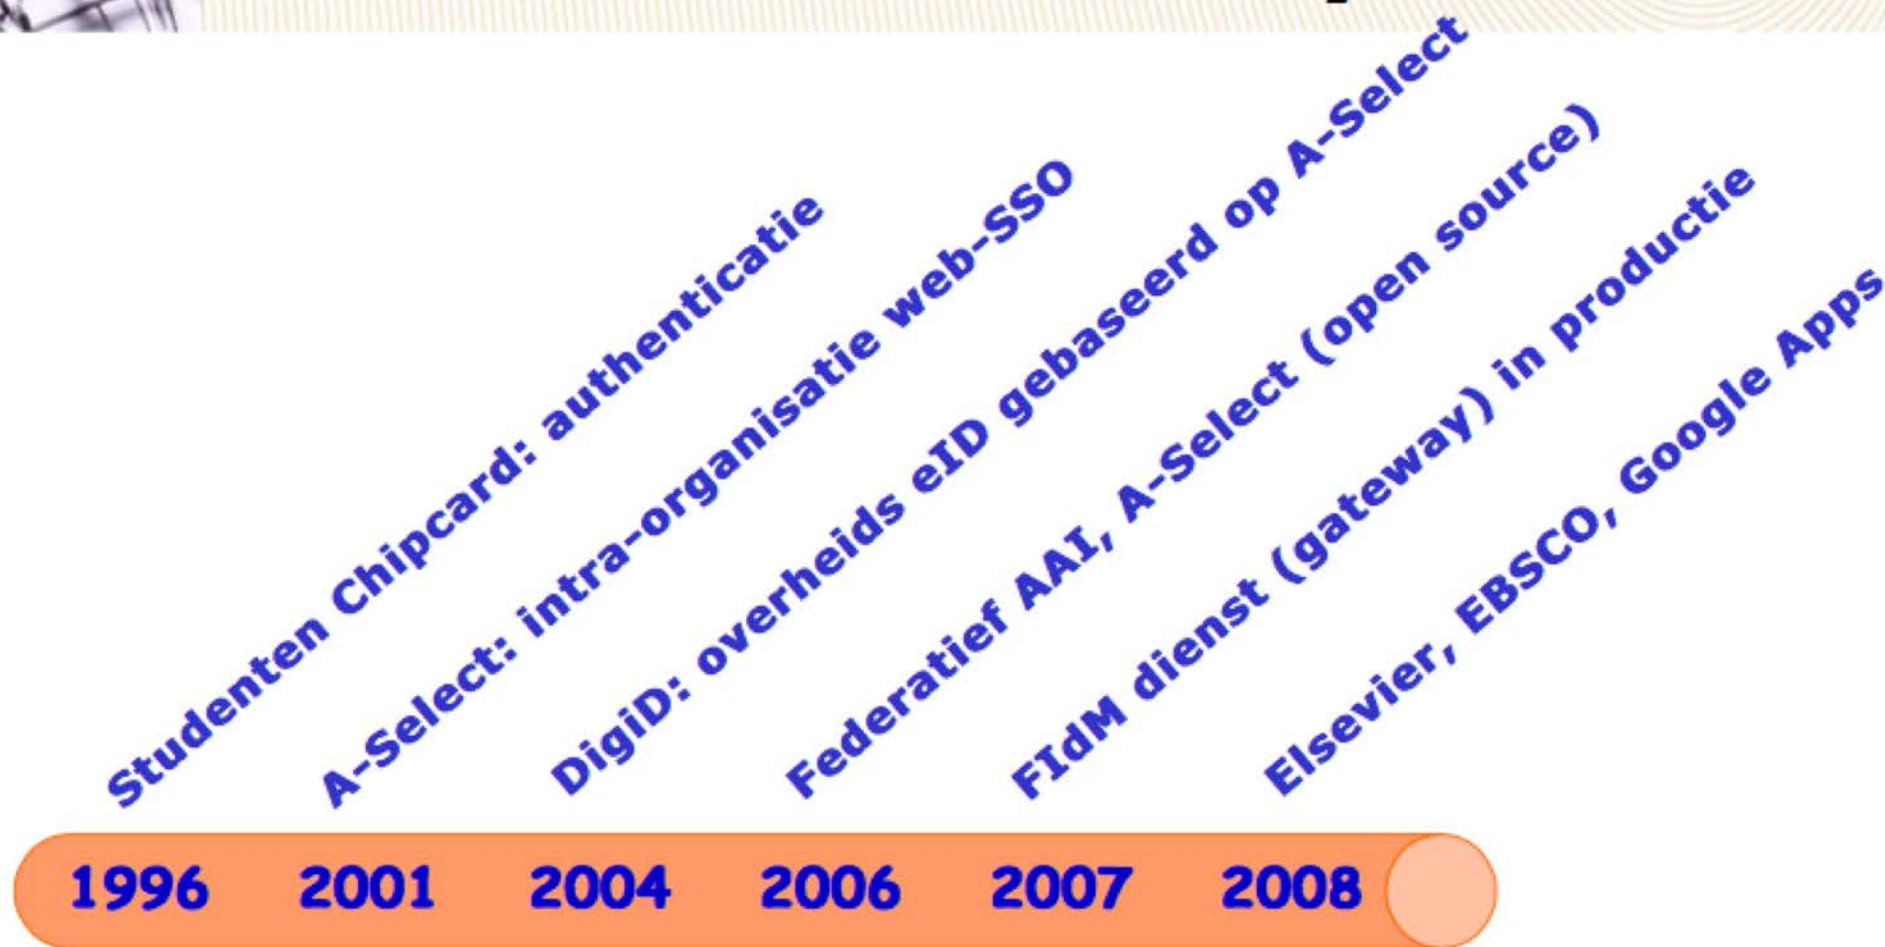 Studenten Chipcard: authenticatie
A-Select: intra-organisatie web-SSO
DigiD: overheids eID gebaseerd op A-Select
Federatief AAI, A-Select (open source)
FIdM dienst (gateway) in productie
Elsevier, EBSCO, Google Apps
1996 2001 2004 2006 2007 2008